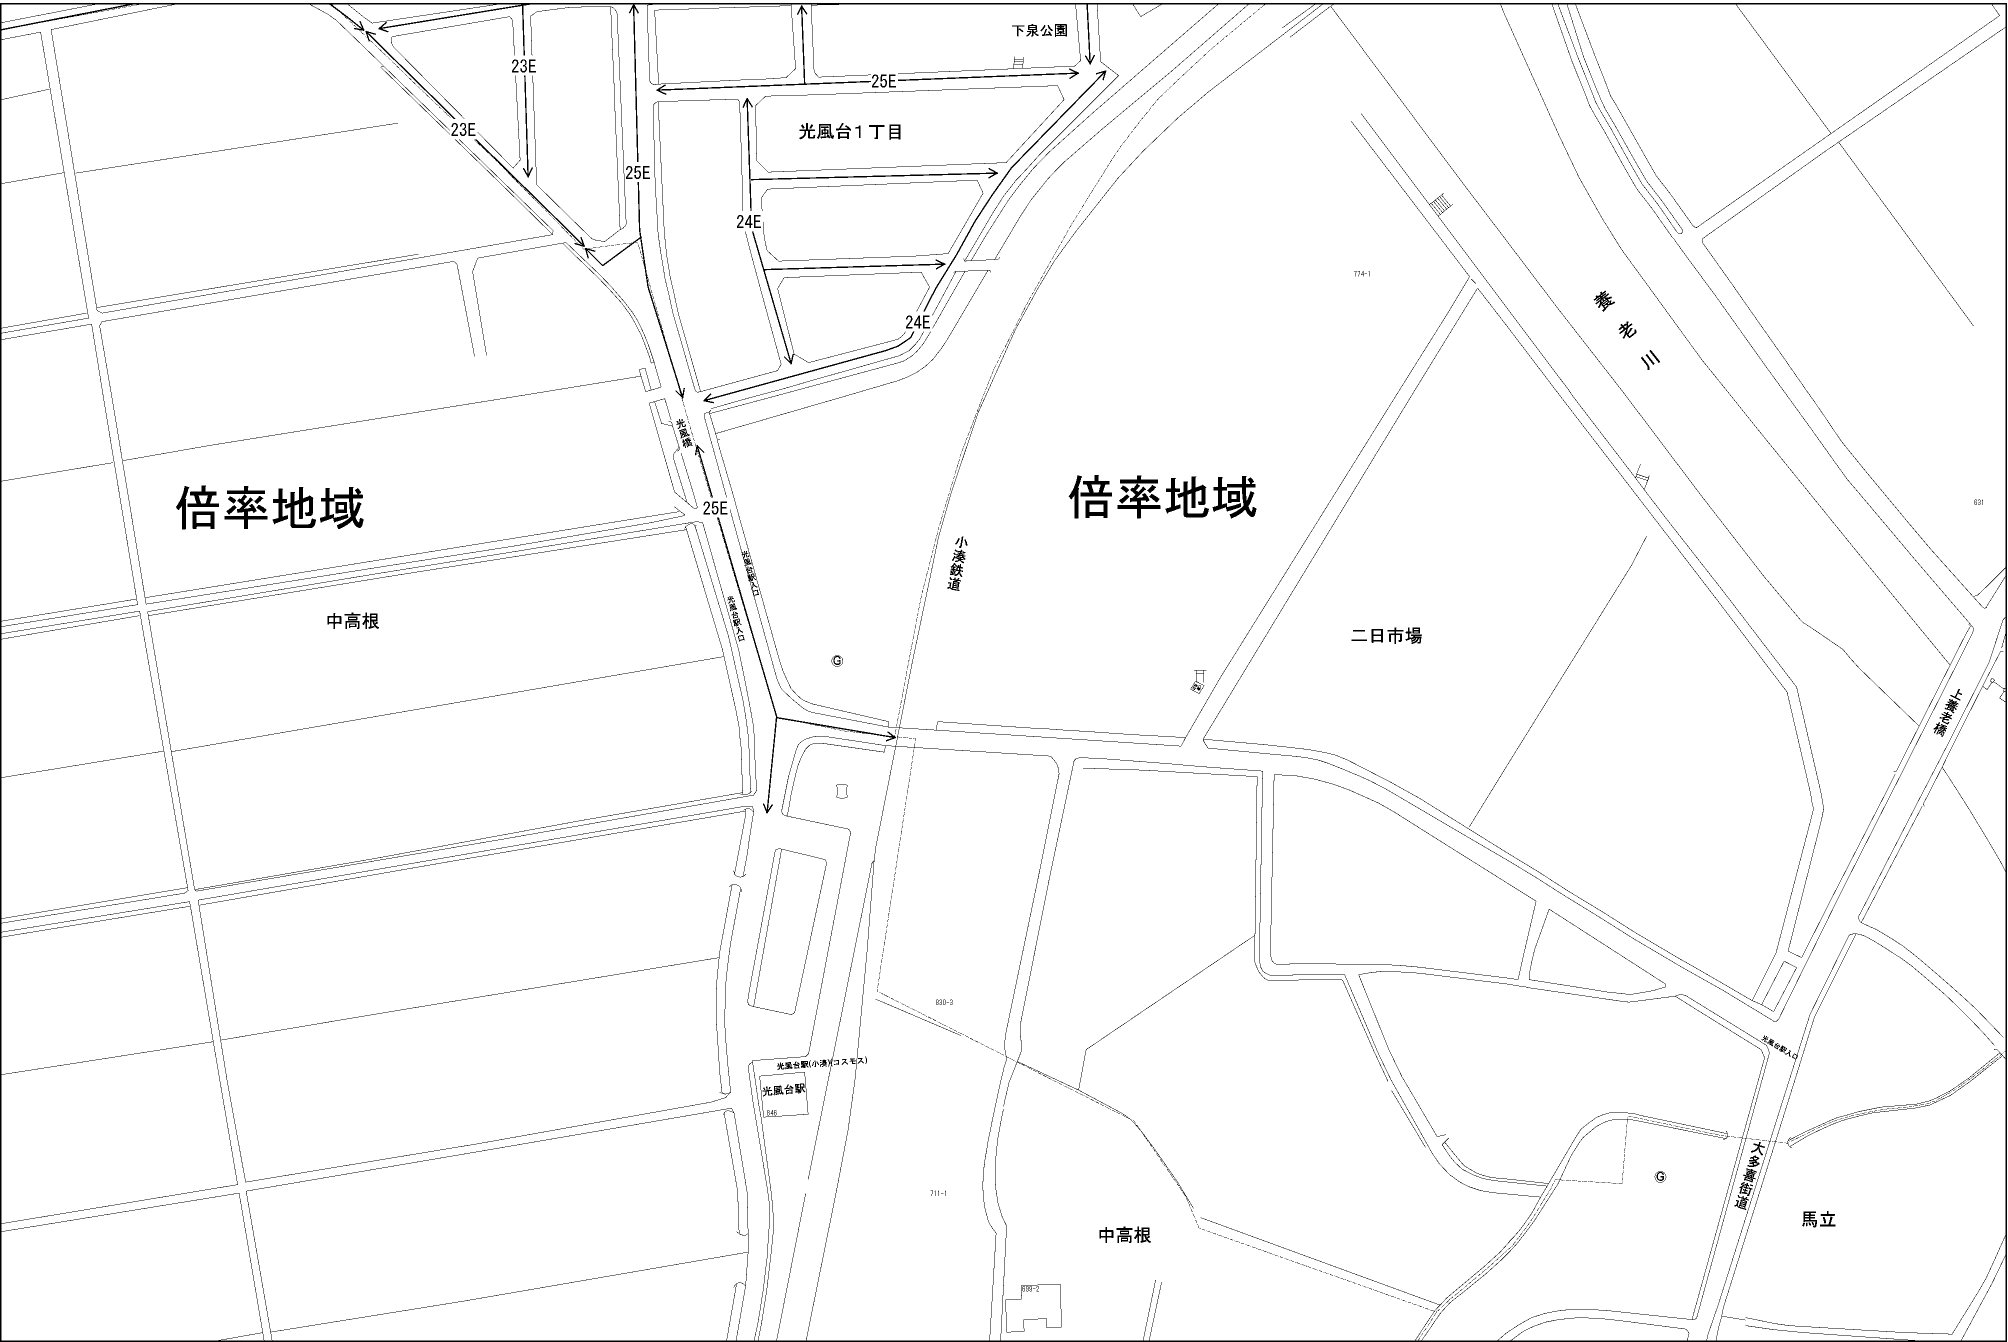 下泉公園
23E
25E
23E
光風台1丁目
25E
24E
774-1
養老川
24E
光風橋
倍率地域
倍率地域
631
25E
小湊鉄道
光風台駅入口
光風台駅入口
中高根
二日市場
G
上養老橋
830-3
光風台駅入口
光風台駅(小湊)(コスモス)
光風台駅
846
大多喜街道
G
711-1
馬立
中高根
699-2